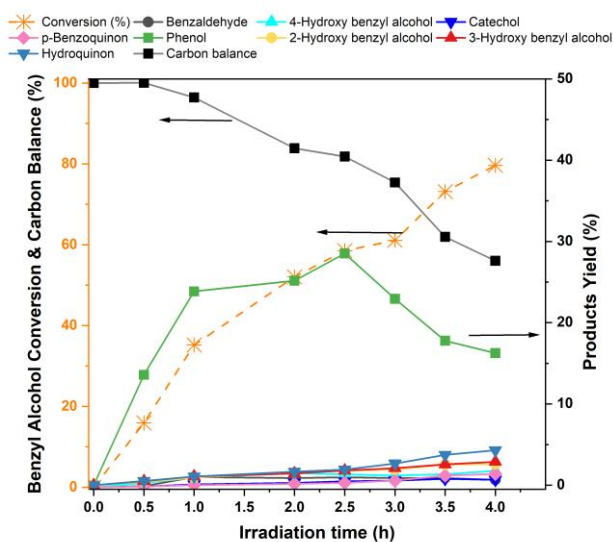 Conversion (%) Benzaldehyde 4-Hydroxy benzyl alcohol Catechol
p-Benzoquinon Phenol 2-Hydroxy benzyl alcohol 3-Hydroxy benzyl alcohol
Hydroquinon Carbon balance
Benzyl Alcohol Conversion & Carbon Balance (%)
100
80
60
40
20
0
50
40
30
20
10
0
Products Yield (%)
0.0 0.5 1.0 1.5 2.0 2.5 3.0 3.5 4.0
Irradiation time (h)